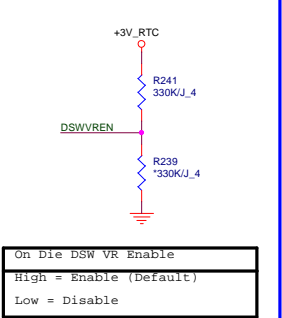 +3V_RTC
R241
330K/J_4
DSWVREN
R239
*330K/J_4
On Die DSW VR Enable
High = Enable (Default)
Low = Disable